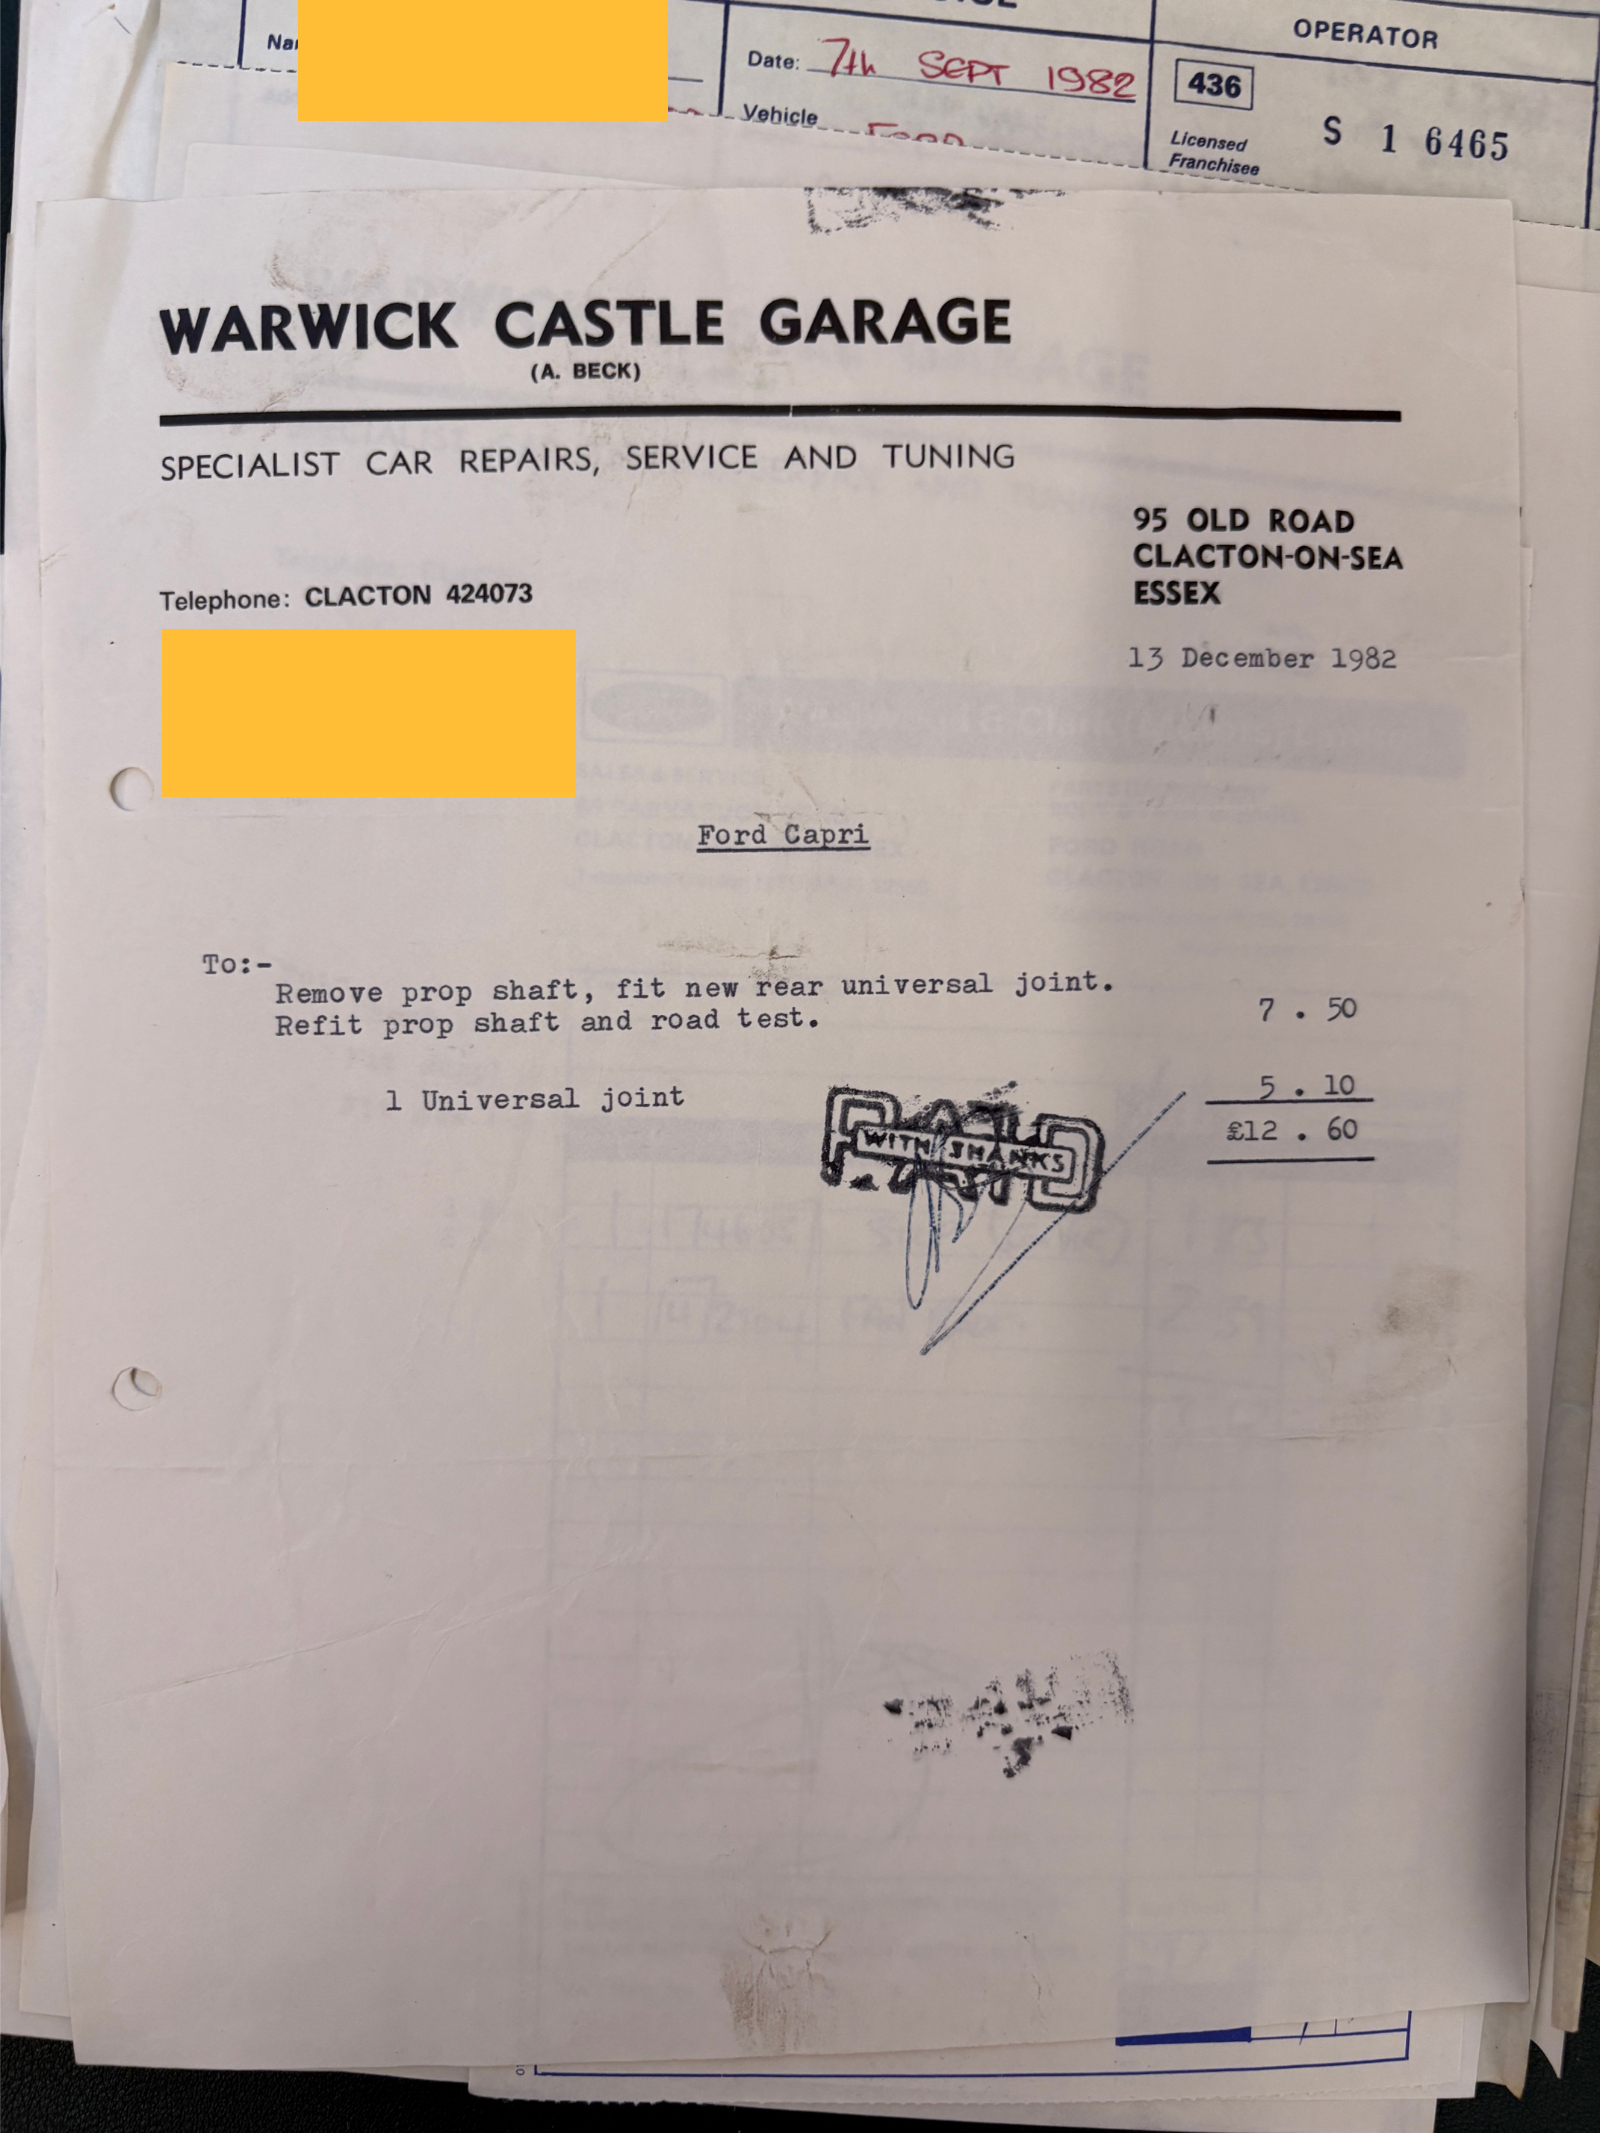 OPERATOR
Date: 7th SEPT 1982
436
Vehicle
Licensed
Franchisee
S 1 6465
WARWICK CASTLE GARAGE
(A. BECK)
SPECIALIST CAR REPAIRS, SERVICE AND TUNING
95 OLD ROAD
CLACTON-ON-SEA
ESSEX
Telephone: CLACTON 424073
13 December 1982
Ford Capri
To:-
Remove prop shaft, fit new rear universal joint.
Refit prop shaft and road test.
7 . 50
1 Universal joint
5 . 10
£12 . 60
PAID
WITH THANKS